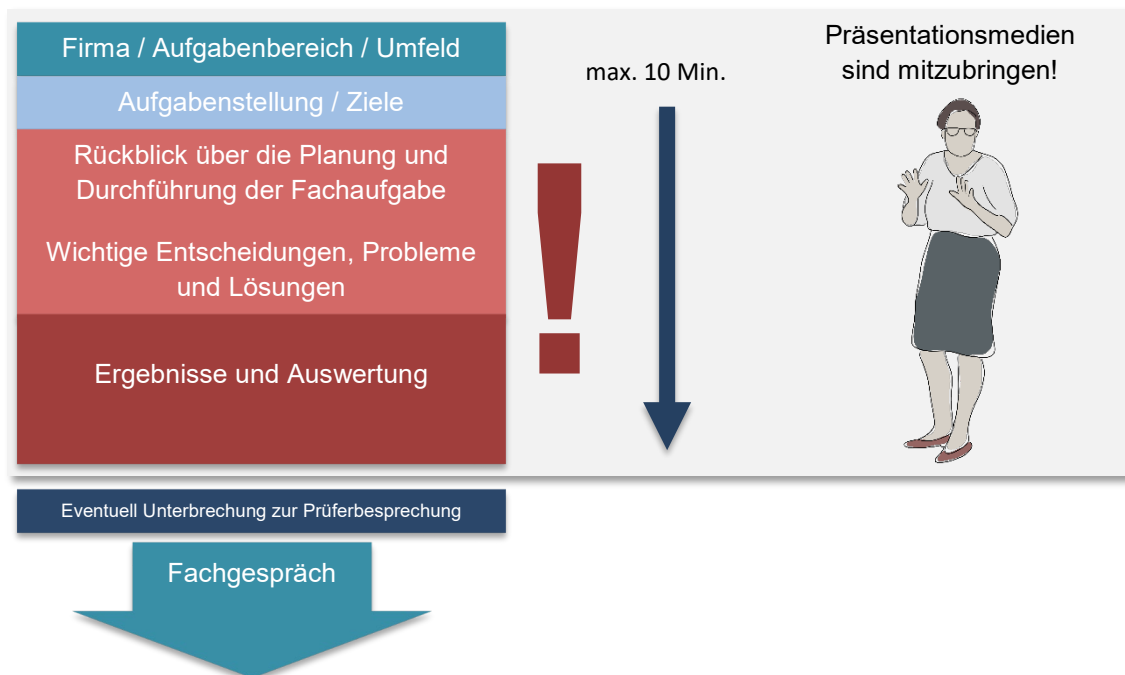 Firma / Aufgabenbereich / Umfeld
Aufgabenstellung / Ziele
Rückblick über die Planung und
Durchführung der Fachaufgabe
Wichtige Entscheidungen, Probleme
und Lösungen
Ergebnisse und Auswertung
max. 10 Min.
Präsentationsmedien
sind mitzubringen!
!
Eventuell Unterbrechung zur Prüferbesprechung
Fachgespräch